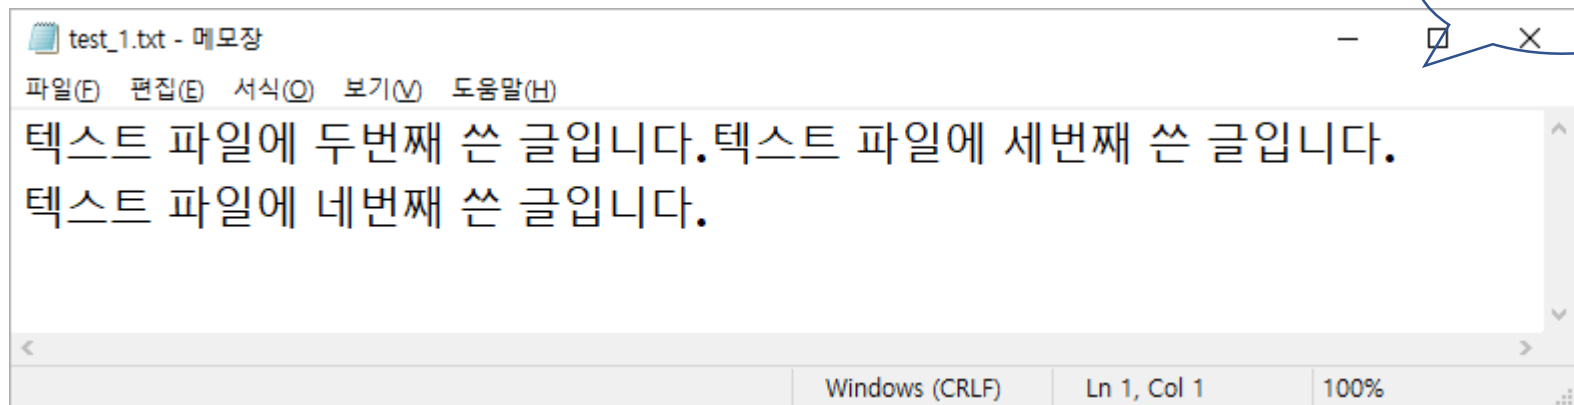 test_1.txt - 메모장
파일(F) 편집(E) 서식(O) 보기(V) 도움말(H)
텍스트 파일에 두번째 쓴 글입니다.텍스트 파일에 세번째 쓴 글입니다.
텍스트 파일에 네번째 쓴 글입니다.
Windows (CRLF) Ln 1, Col 1 100%